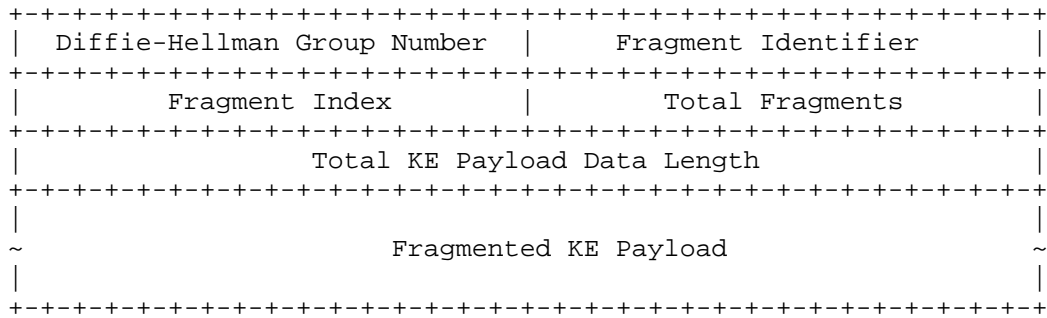 +-+-+-+-+-+-+-+-+-+-+-+-+-+-+-+-+-+-+-+-+-+-+-+-+-+-+-+-+-+-+-+-+
|  Diffie-Hellman Group Number  |     Fragment Identifier       |
+-+-+-+-+-+-+-+-+-+-+-+-+-+-+-+-+-+-+-+-+-+-+-+-+-+-+-+-+-+-+-+-+
|         Fragment Index        |        Total Fragments        |
+-+-+-+-+-+-+-+-+-+-+-+-+-+-+-+-+-+-+-+-+-+-+-+-+-+-+-+-+-+-+-+-+
|                  Total KE Payload Data Length                 |
+-+-+-+-+-+-+-+-+-+-+-+-+-+-+-+-+-+-+-+-+-+-+-+-+-+-+-+-+-+-+-+-+
|                                                               |
~                       Fragmented KE Payload                   ~
|                                                               |
+-+-+-+-+-+-+-+-+-+-+-+-+-+-+-+-+-+-+-+-+-+-+-+-+-+-+-+-+-+-+-+-+